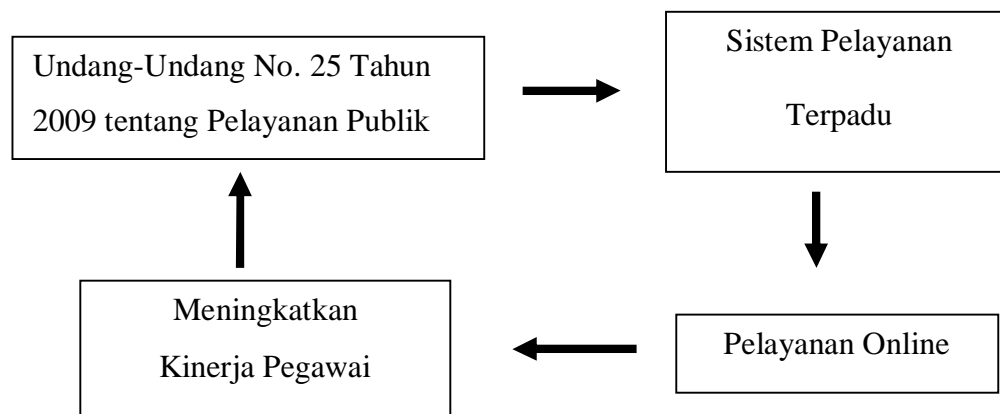 Undang-Undang No. 25 Tahun
2009 tentang Pelayanan Publik
Sistem Pelayanan
Terpadu
Meningkatkan
Kinerja Pegawai
Pelayanan Online